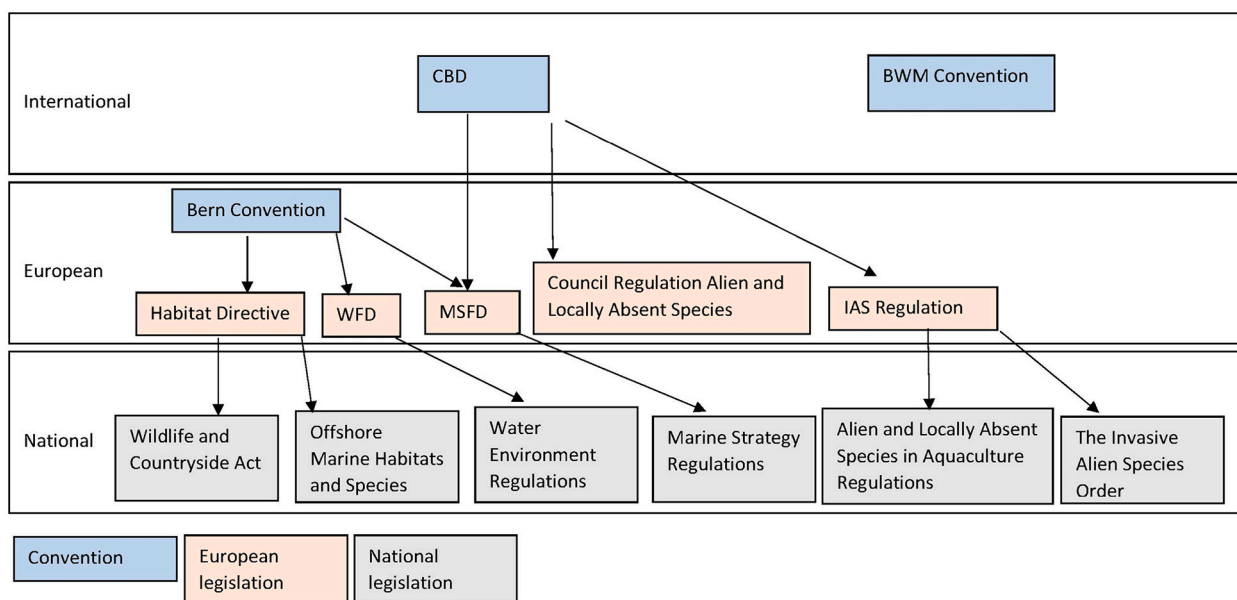 International
CBD
BWM Convention
European
Bern Convention
Habitat Directive
WFD
MSFD
Council Regulation Alien and
Locally Absent Species
IAS Regulation
National
Wildlife and
Countryside Act
Offshore
Marine Habitats
and Species
Water
Environment
Regulations
Marine Strategy
Regulations
Alien and Locally Absent
Species in Aquaculture
Regulations
The Invasive
Alien Species
Order
Convention
European
legislation
National
legislation